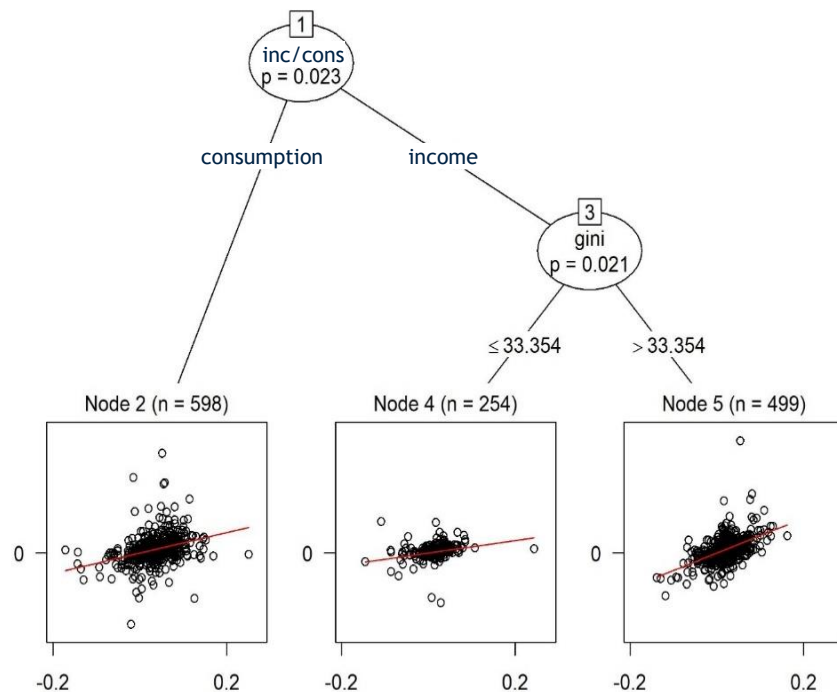 1
inc/cons
p = 0.023
consumption
income
3
gini
p = 0.021
≤ 33.354
> 33.354
Node 2 (n = 598)
Node 4 (n = 254)
Node 5 (n = 499)
0
0
0
-0.2
0.2
-0.2
0.2
-0.2
0.2